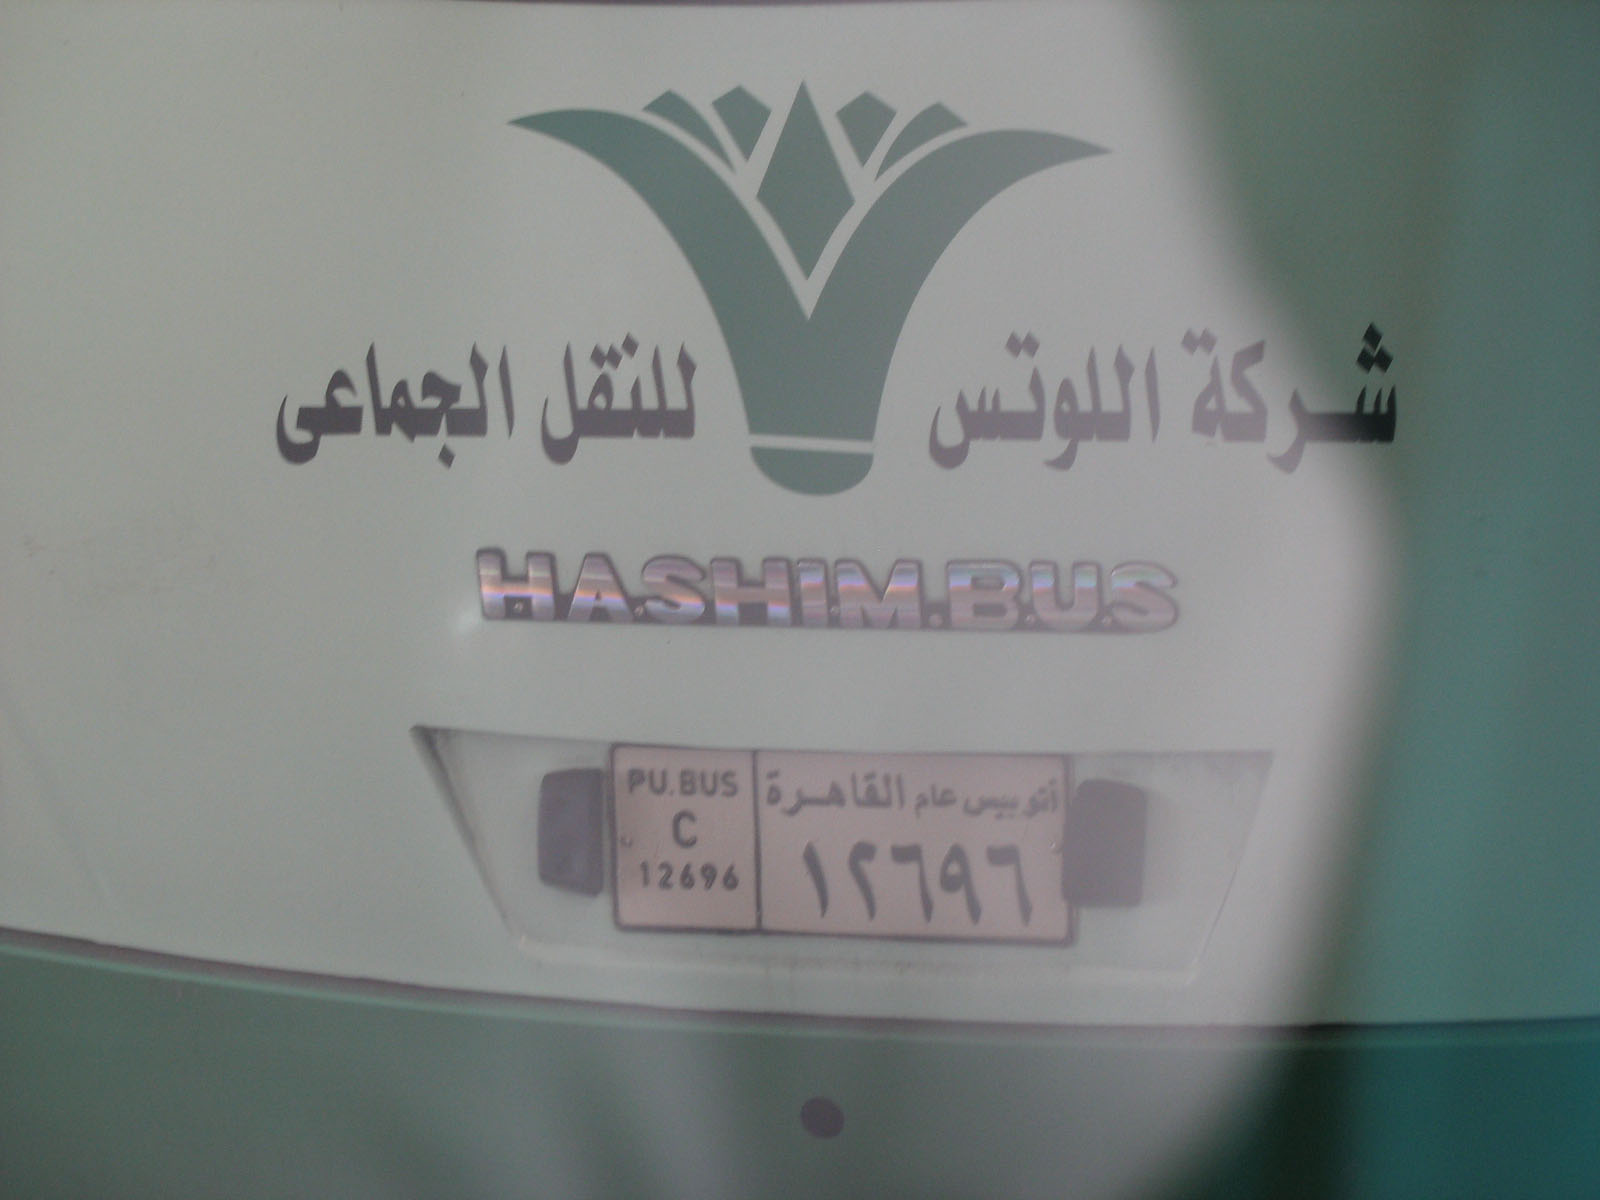 شركة اللوتس للنقل الجماعى
HASHIM.BUS
PU.BUS
C
12696
أتوبيس عام القاهرة
١٢٦٩٦